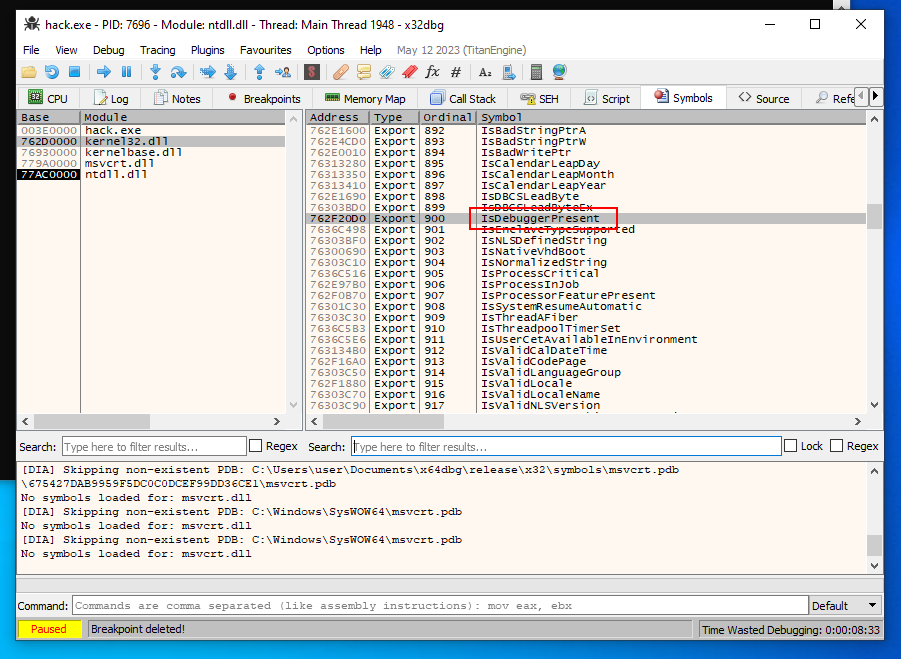 hack.exe - PID: 7696 - Module: ntdll.dll - Thread: Main Thread 1948 - x32dbg
File View Debug Tracing Plugins Favourites Options Help May 12 2023 (TitanEngine)
CPU Log Notes Breakpoints Memory Map Call Stack SEH Script Symbols Source Refe
Base Module
003E0000 hack.exe
762D0000 kernel32.dll
76930000 kernelbase.dll
779A0000 msvcrt.dll
77AC0000 ntdll.dll
Address Type Ordinal Symbol
762E1600 Export 892 IsBadStringPtrA
762E4CD0 Export 893 IsBadStringPtrW
762E0010 Export 894 IsBadWritePtr
76313280 Export 895 IsCalendarLeapDay
76313350 Export 896 IsCalendarLeapMonth
76313410 Export 897 IsCalendarLeapYear
762E1690 Export 898 IsDBCSLeadByte
76303BD0 Export 899 IsDBCSLeadByteEx
762F20D0 Export 900 IsDebuggerPresent
7636C498 Export 901 IsEnclaveTypeSupported
76303BF0 Export 902 IsNLSDefinedString
76300690 Export 903 IsNativeVhdBoot
76303C10 Export 904 IsNormalizedString
7636C516 Export 905 IsProcessCritical
762E97B0 Export 906 IsProcessInJob
762F0B70 Export 907 IsProcessorFeaturePresent
76301C30 Export 908 IsSystemResumeAutomatic
76303C30 Export 909 IsThreadAFiber
7636C5B3 Export 910 IsThreadpoolTimerSet
7636C5E6 Export 911 IsUserCetAvailableInEnvironment
763134B0 Export 912 IsValidCalDateTime
762F16A0 Export 913 IsValidCodePage
76303C50 Export 914 IsValidLanguageGroup
762F1880 Export 915 IsValidLocale
76303C70 Export 916 IsValidLocaleName
76303C90 Export 917 IsValidNLSVersion
Search: Type here to filter results... Regex Search: Type here to filter results... Lock Regex
[DIA] Skipping non-existent PDB: C:\Users\user\Documents\x64dbg\release\x32\symbols\msvcrt.pdb
\675427DAB9959F5DC0C0DCEF99DD36CE1\msvcrt.pdb
No symbols loaded for: msvcrt.dll
[DIA] Skipping non-existent PDB: C:\Windows\SysWOW64\msvcrt.pdb
No symbols loaded for: msvcrt.dll
[DIA] Skipping non-existent PDB: C:\Windows\SysWOW64\msvcrt.pdb
No symbols loaded for: msvcrt.dll
Command: Commands are comma separated (like assembly instructions): mov eax, ebx Default
Paused Breakpoint deleted! Time Wasted Debugging: 0:00:08:33